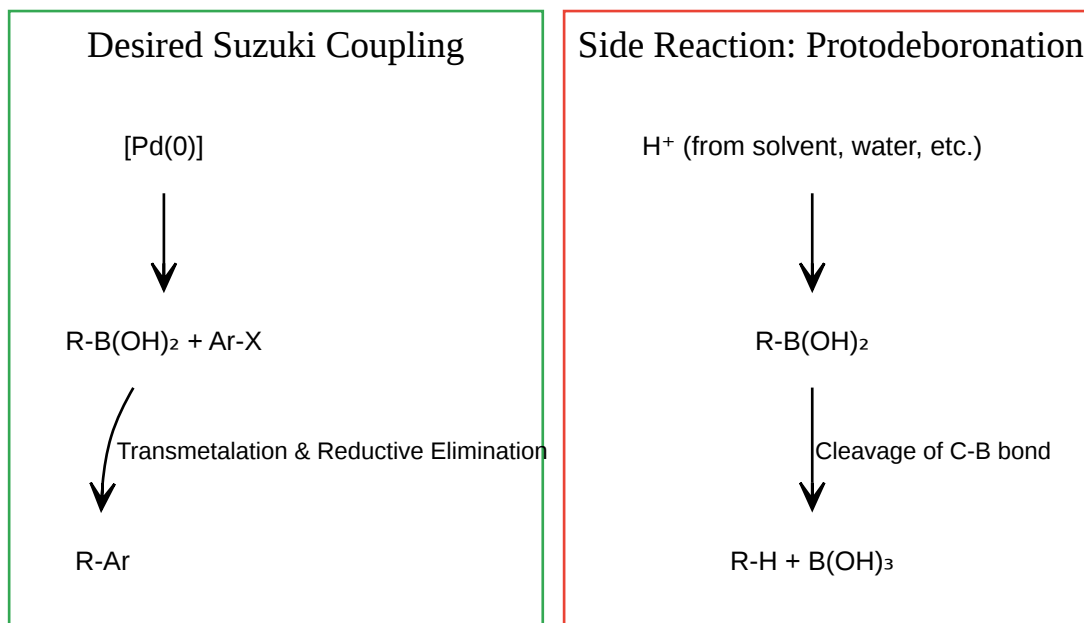 Desired Suzuki Coupling
[Pd(0)]
R-B(OH)₂ + Ar-X
Transmetalation & Reductive Elimination
R-Ar
Side Reaction: Protodeboronation
H⁺ (from solvent, water, etc.)
R-B(OH)₂
Cleavage of C-B bond
R-H + B(OH)₃